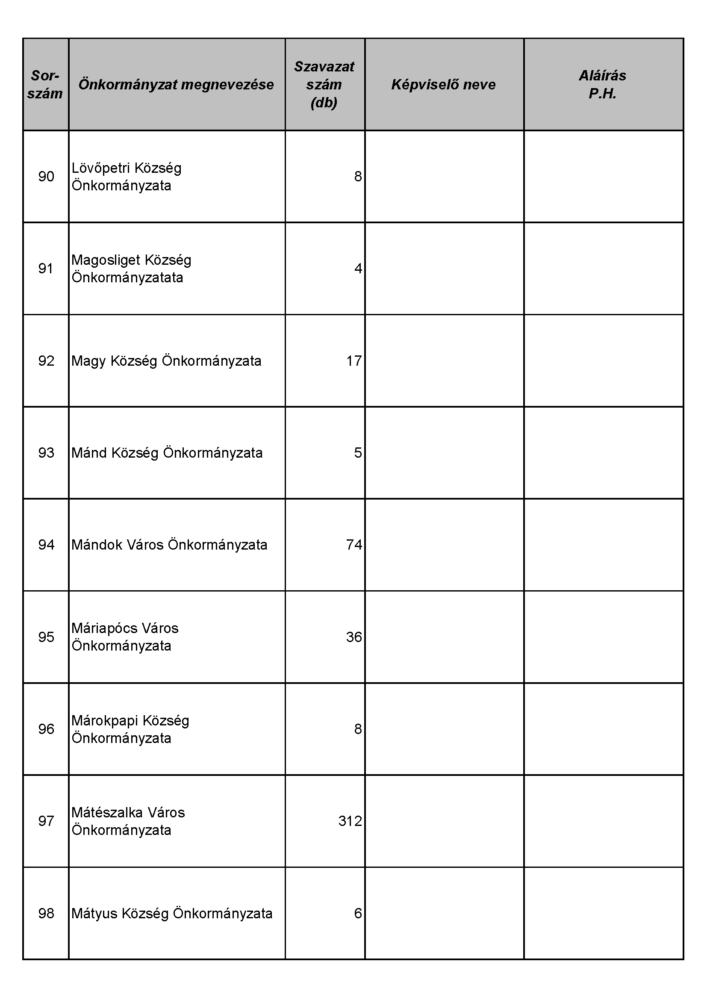 Sor-
szám
Önkormányzat megnevezése
Szavazat
szám
(db)
Képviselő neve
Aláírás
P.H.
90
Lövőpetri Község
Önkormányzata
8
91
Magosliget Község
Önkormányzatata
4
92
Magy Község Önkormányzata
17
93
Mánd Község Önkormányzata
5
94
Mándok Város Önkormányzata
74
95
Máriapócs Város
Önkormányzata
36
96
Márokpapi Község
Önkormányzata
8
97
Mátészalka Város
Önkormányzata
312
98
Mátyus Község Önkormányzata
6